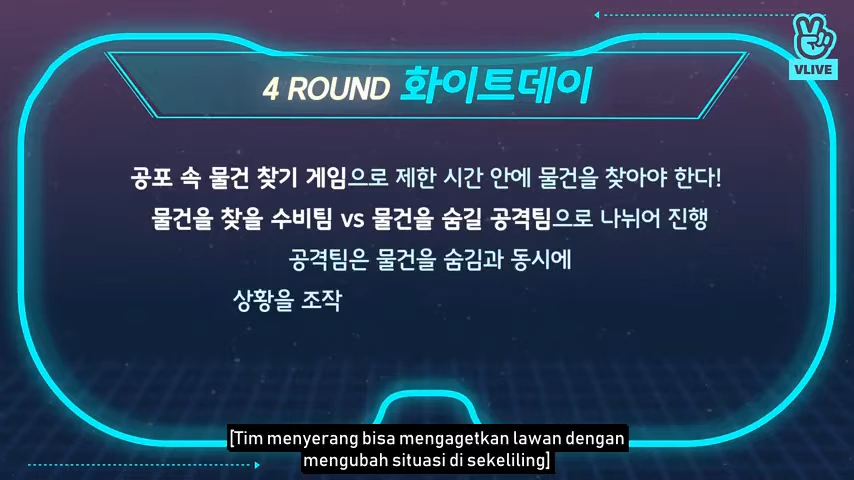 VLIVE
4 ROUND 화이트데이
공포 속 물건 찾기 게임으로 제한 시간 안에 물건을 찾아야 한다!
물건을 찾을 수비팀 vs 물건을 숨길 공격팀으로 나뉘어 진행
공격팀은 물건을 숨김과 동시에
상황을 조작
[Tim menyerang bisa mengagetkan lawan dengan
mengubah situasi di sekeliling]